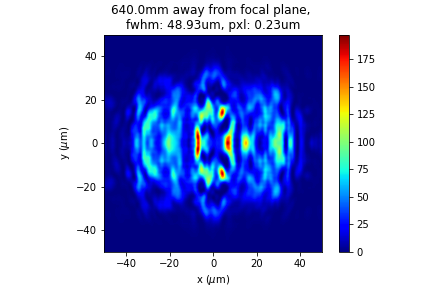 640.0mm away from focal plane,
fwhm: 48.93um, pxl: 0.23um
40
20
0
−20
−40
y (μm)
−40 −20 0 20 40
x (μm)
175
150
125
100
75
50
25
0